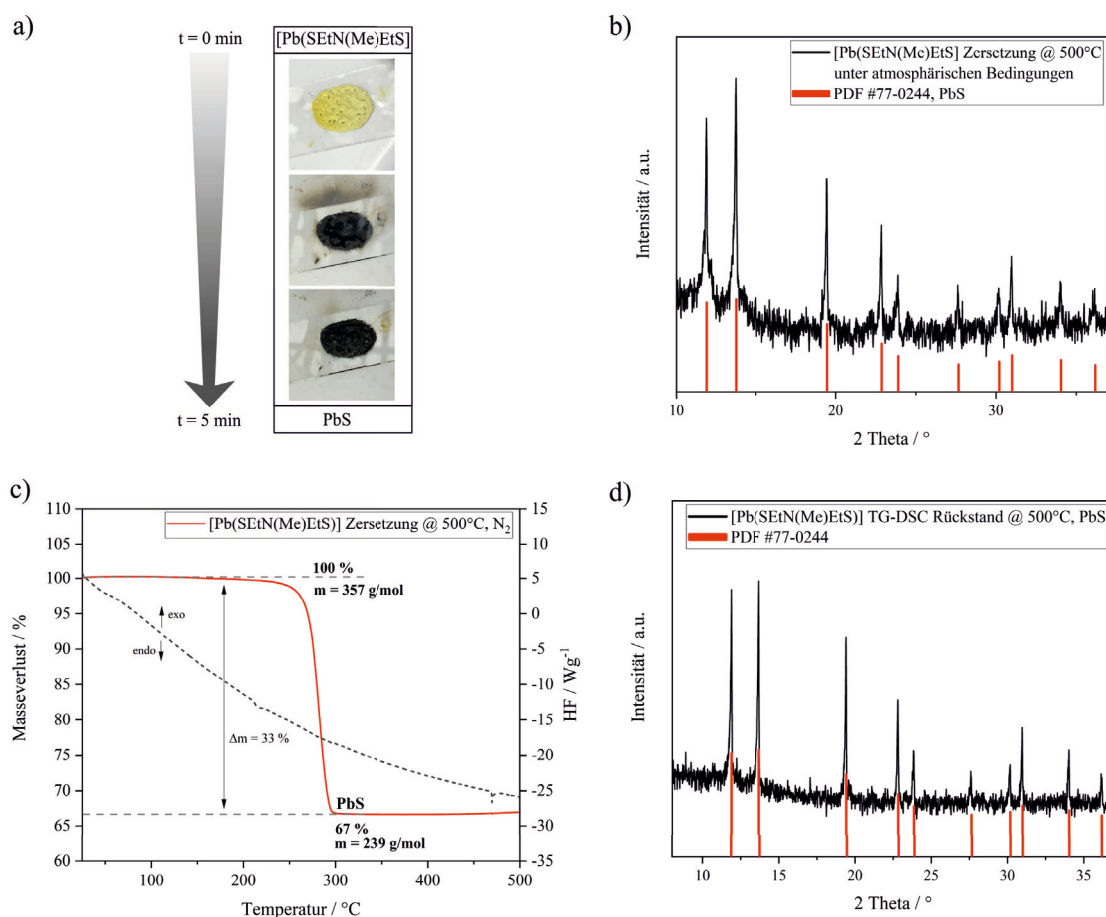 a)
t = 0 min
[Pb(SEtN(Me)EtS]
t = 5 min
PbS
b)
[Pb(SEtN(Me)EtS] Zersetzung @ 500°C
unter atmosphärischen Bedingungen
PDF #77-0244, PbS
Intensität / a.u.
10
20
30
2 Theta / °
c)
[Pb(SEtN(Me)EtS)] Zersetzung @ 500°C, N₂
110
105
100
95
90
85
80
75
70
65
60
Masseverlust / %
15
10
5
0
-5
-10
-15
-20
-25
-30
-35
HF / Wg⁻¹
100 %
m = 357 g/mol
exo
endo
Δm = 33 %
PbS
67 %
m = 239 g/mol
100
200
300
400
500
Temperatur / °C
d)
[Pb(SEtN(Me)EtS)] TG-DSC Rückstand @ 500°C, PbS
PDF #77-0244
Intensität / a.u.
10
15
20
25
30
35
2 Theta / °